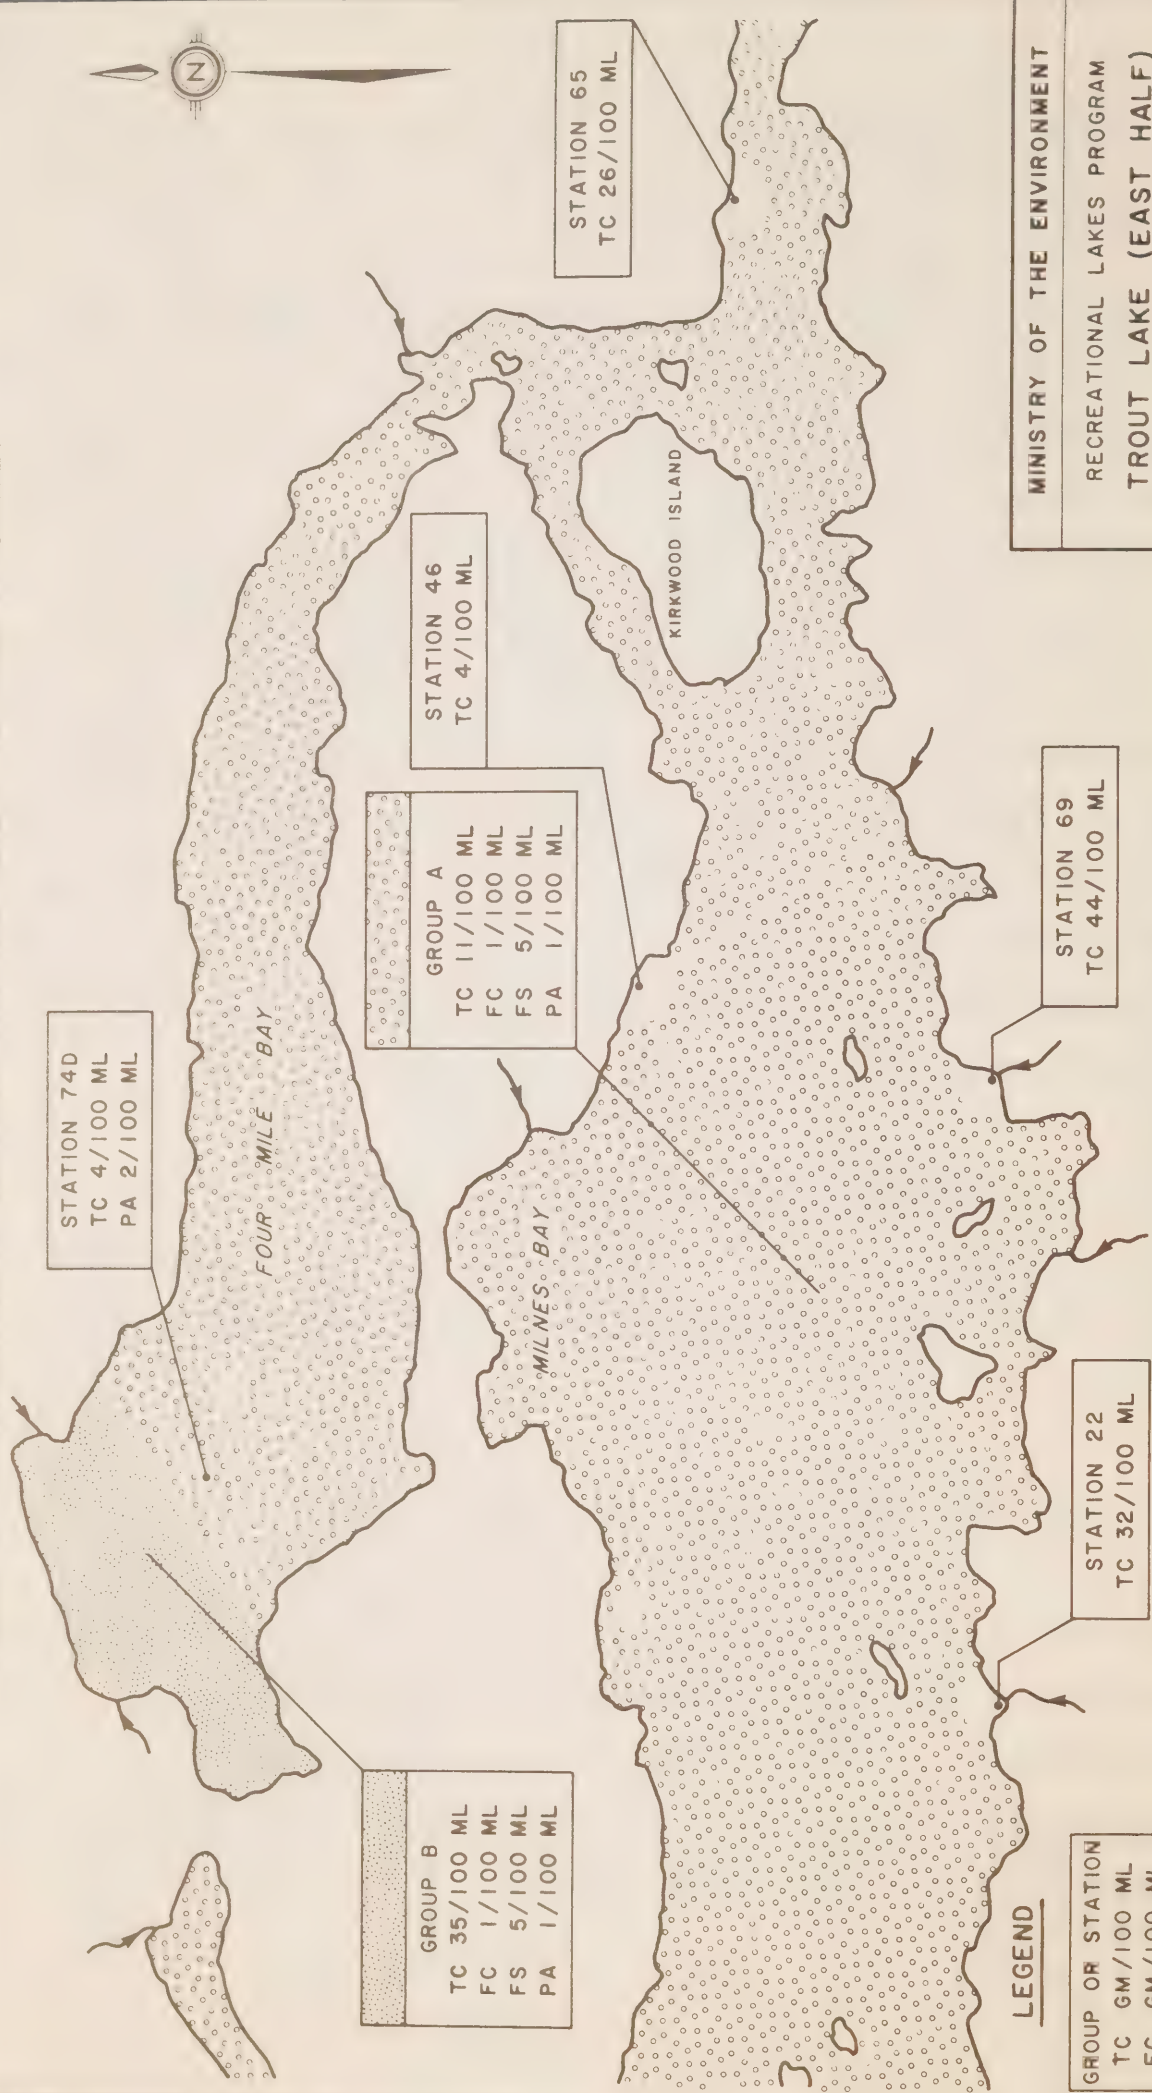 N
STATION 74D
TC 4/100 ML
PA 2/100 ML
FOUR MILE BAY
GROUP B
TC 35/100 ML
FC 1/100 ML
FS 5/100 ML
PA 1/100 ML
GROUP A
TC 11/100 ML
FC 1/100 ML
FS 5/100 ML
PA 1/100 ML
STATION 46
TC 4/100 ML
STATION 65
TC 26/100 ML
MILNES BAY
KIRKWOOD ISLAND
STATION 22
TC 32/100 ML
STATION 69
TC 44/100 ML
LEGEND
GROUP OR STATION
TC GM/100 ML
FC GM/100 ML
MINISTRY OF THE ENVIRONMENT
RECREATIONAL LAKES PROGRAM
TROUT LAKE (EAST HALF)